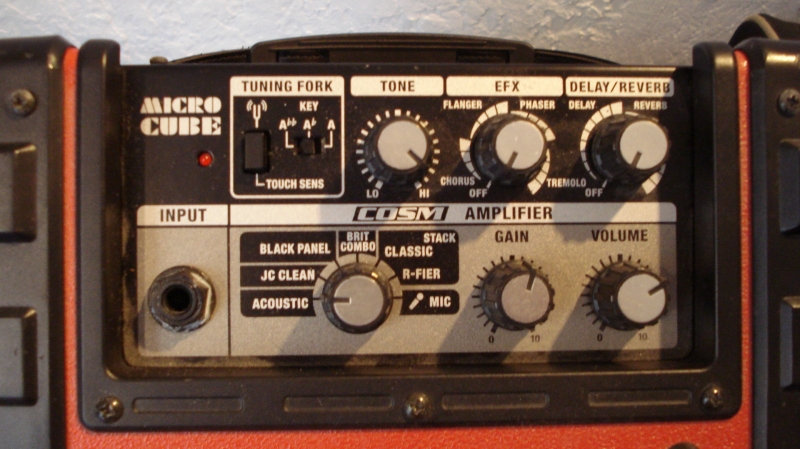 MICRO
CUBE
TUNING FORK
KEY
A♭♭ A♭ A
TOUCH SENS
TONE
LO HI
EFX
FLANGER PHASER
CHORUS TREMOLO
OFF
DELAY/REVERB
DELAY REVERB
OFF
INPUT
COSM AMPLIFIER
BLACK PANEL
BRIT
COMBO
STACK
CLASSIC
JC CLEAN
R-FIER
ACOUSTIC
MIC
GAIN
0 10
VOLUME
0 10